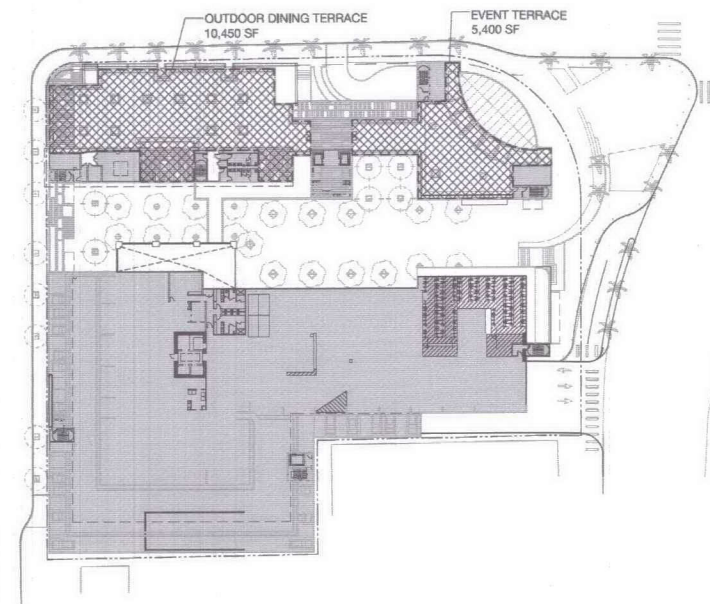 OUTDOOR DINING TERRACE
10,450 SF
EVENT TERRACE
5,400 SF